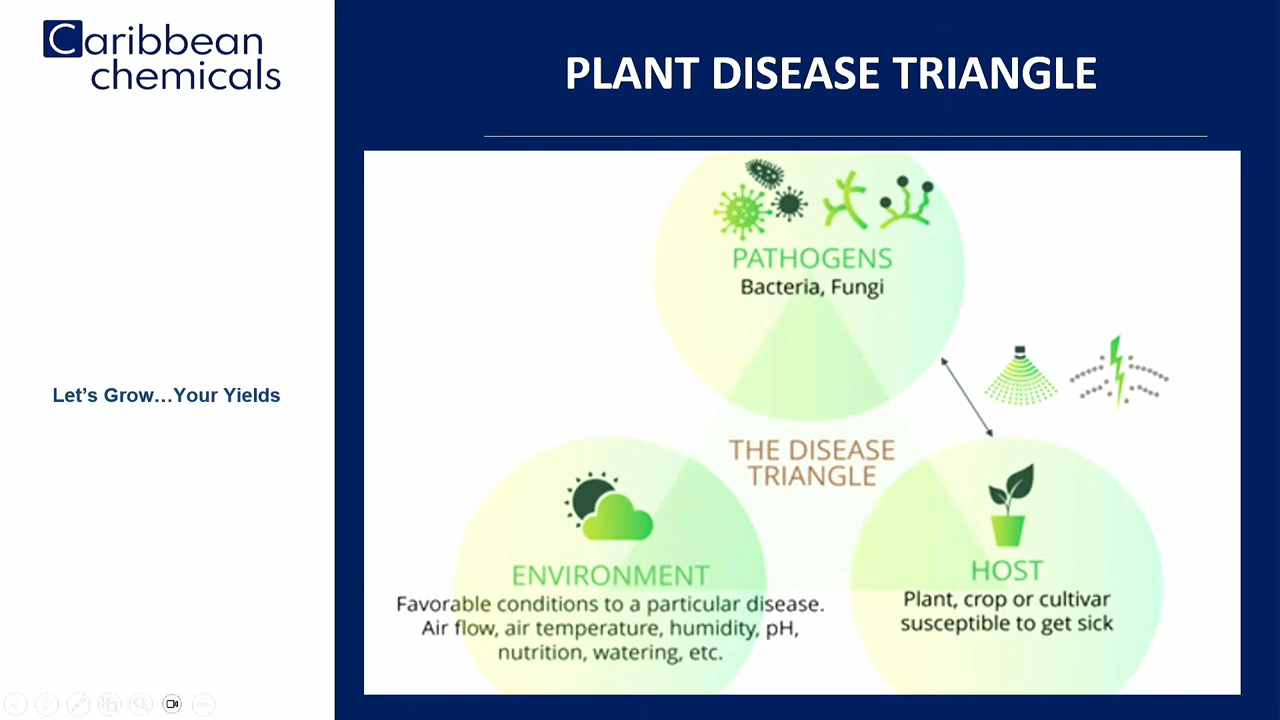 Caribbean
chemicals
PLANT DISEASE TRIANGLE
Let's Grow...Your Yields
PATHOGENS
Bacteria, Fungi
THE DISEASE
TRIANGLE
ENVIRONMENT
Favorable conditions to a particular disease.
Air flow, air temperature, humidity, pH,
nutrition, watering, etc.
HOST
Plant, crop or cultivar
susceptible to get sick